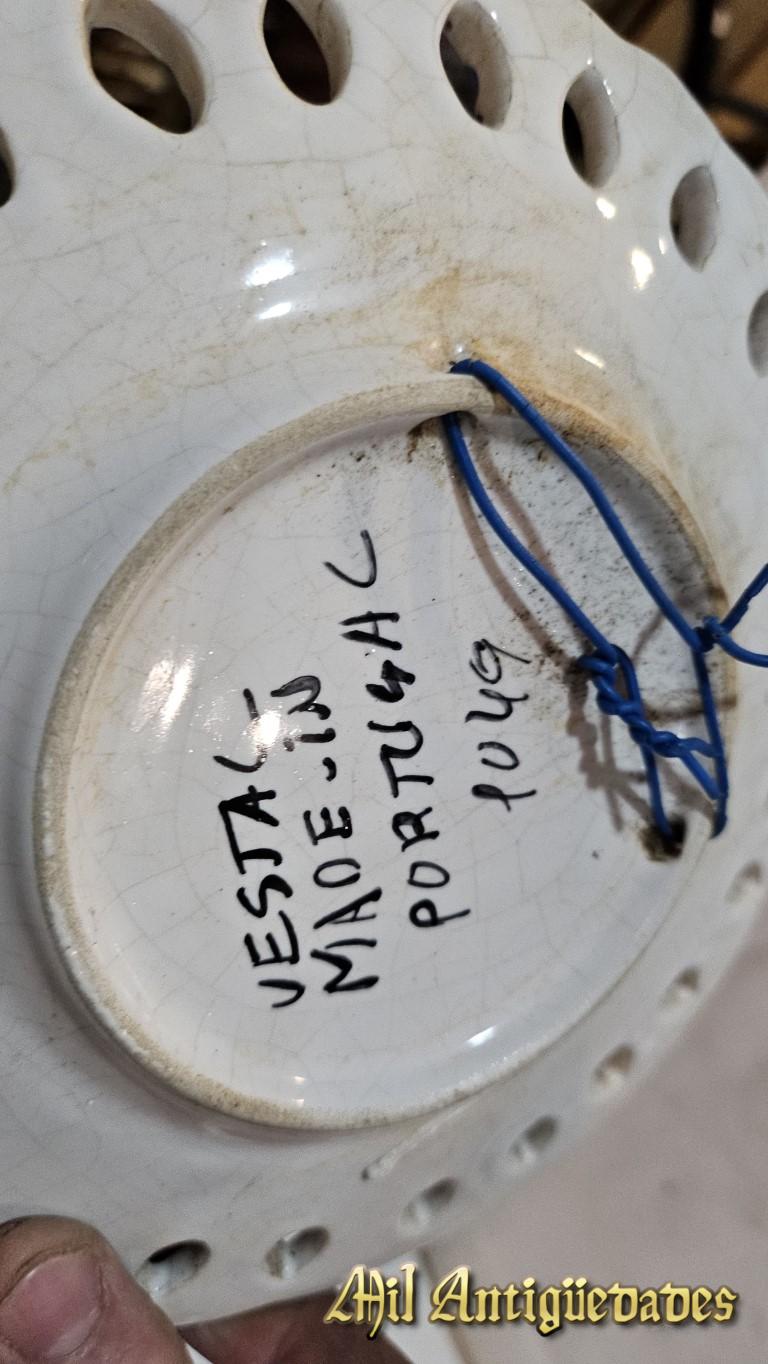 VESTAL
MADE-IN
PORTUGAL
1049
Mil Antigüedades